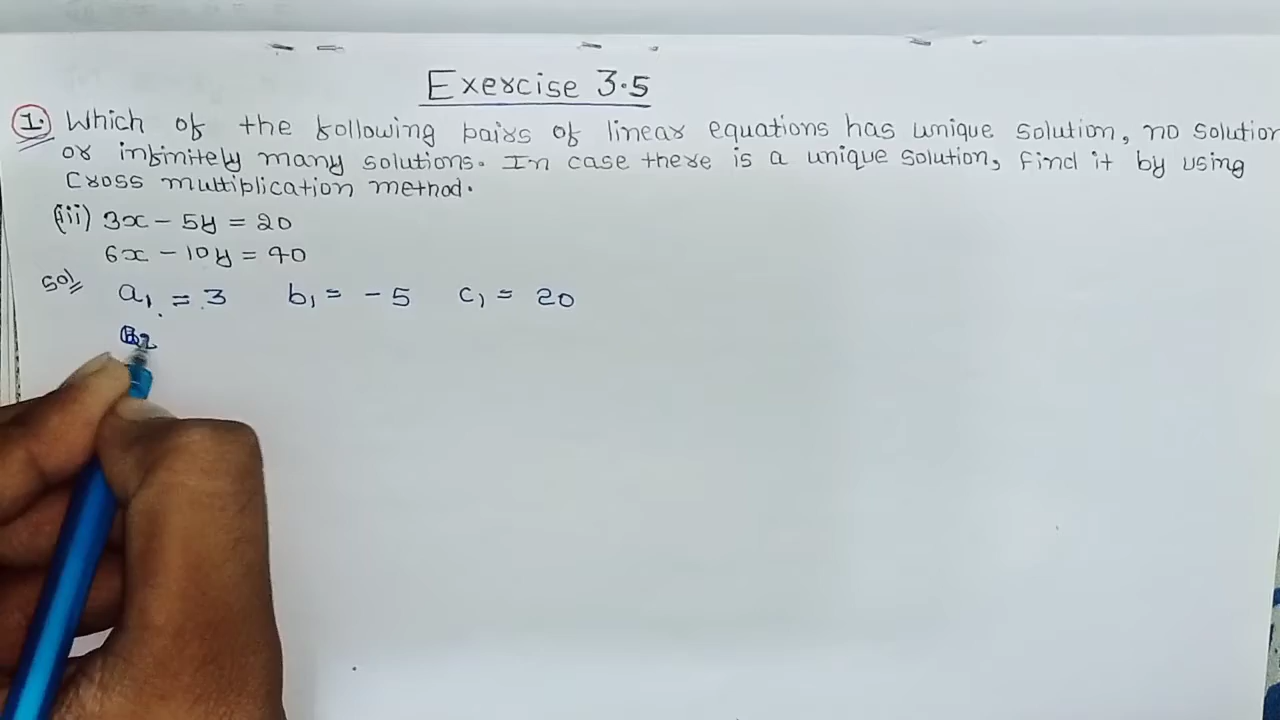 Exercise 3.5
1. Which of the following pairs of linear equations has unique solution, no solution
or infinitely many solutions. In case there is a unique solution, find it by using
Cross multiplication method.
(iii) 3x - 5y = 20
6x - 10y = 40
Sol
a₁ = 3 b₁ = -5 c₁ = 20